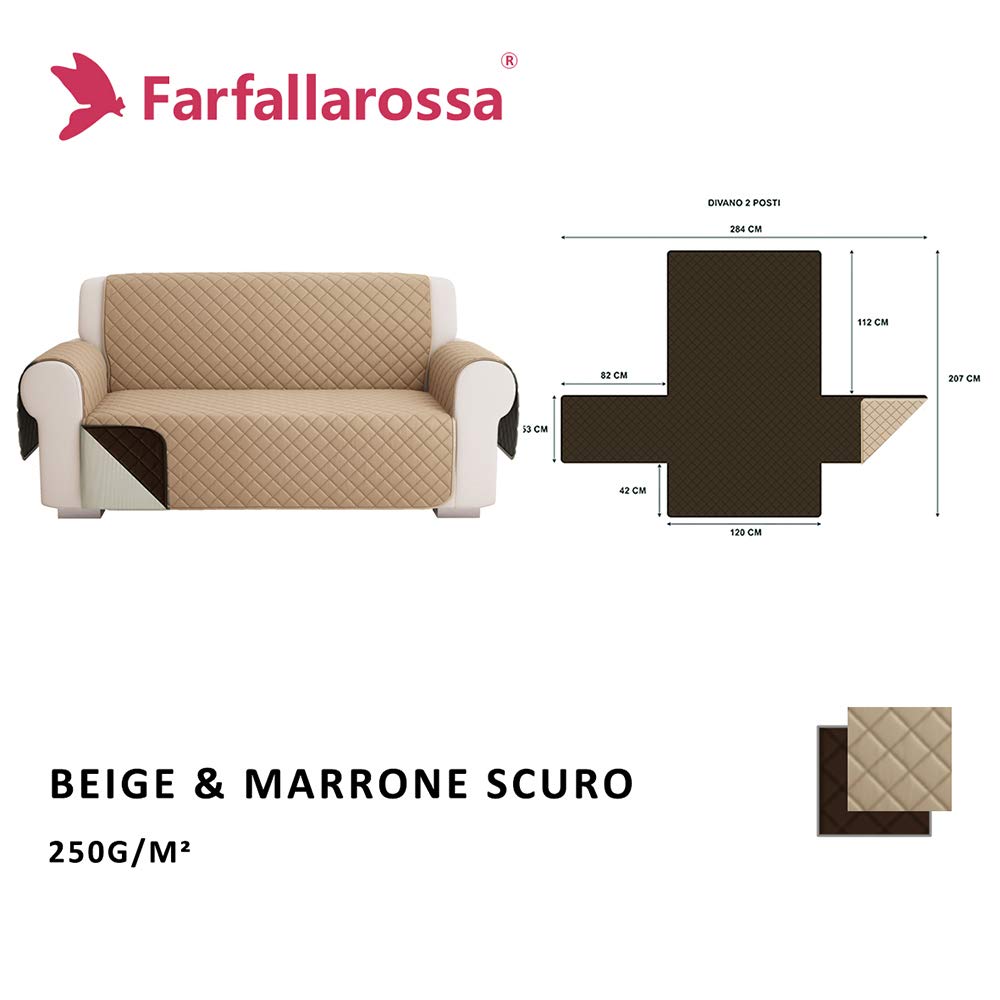 Farfallarossa®
DIVANO 2 POSTI
284 CM
112 CM
82 CM
207 CM
53 CM
42 CM
120 CM
BEIGE & MARRONE SCURO
250G/M²